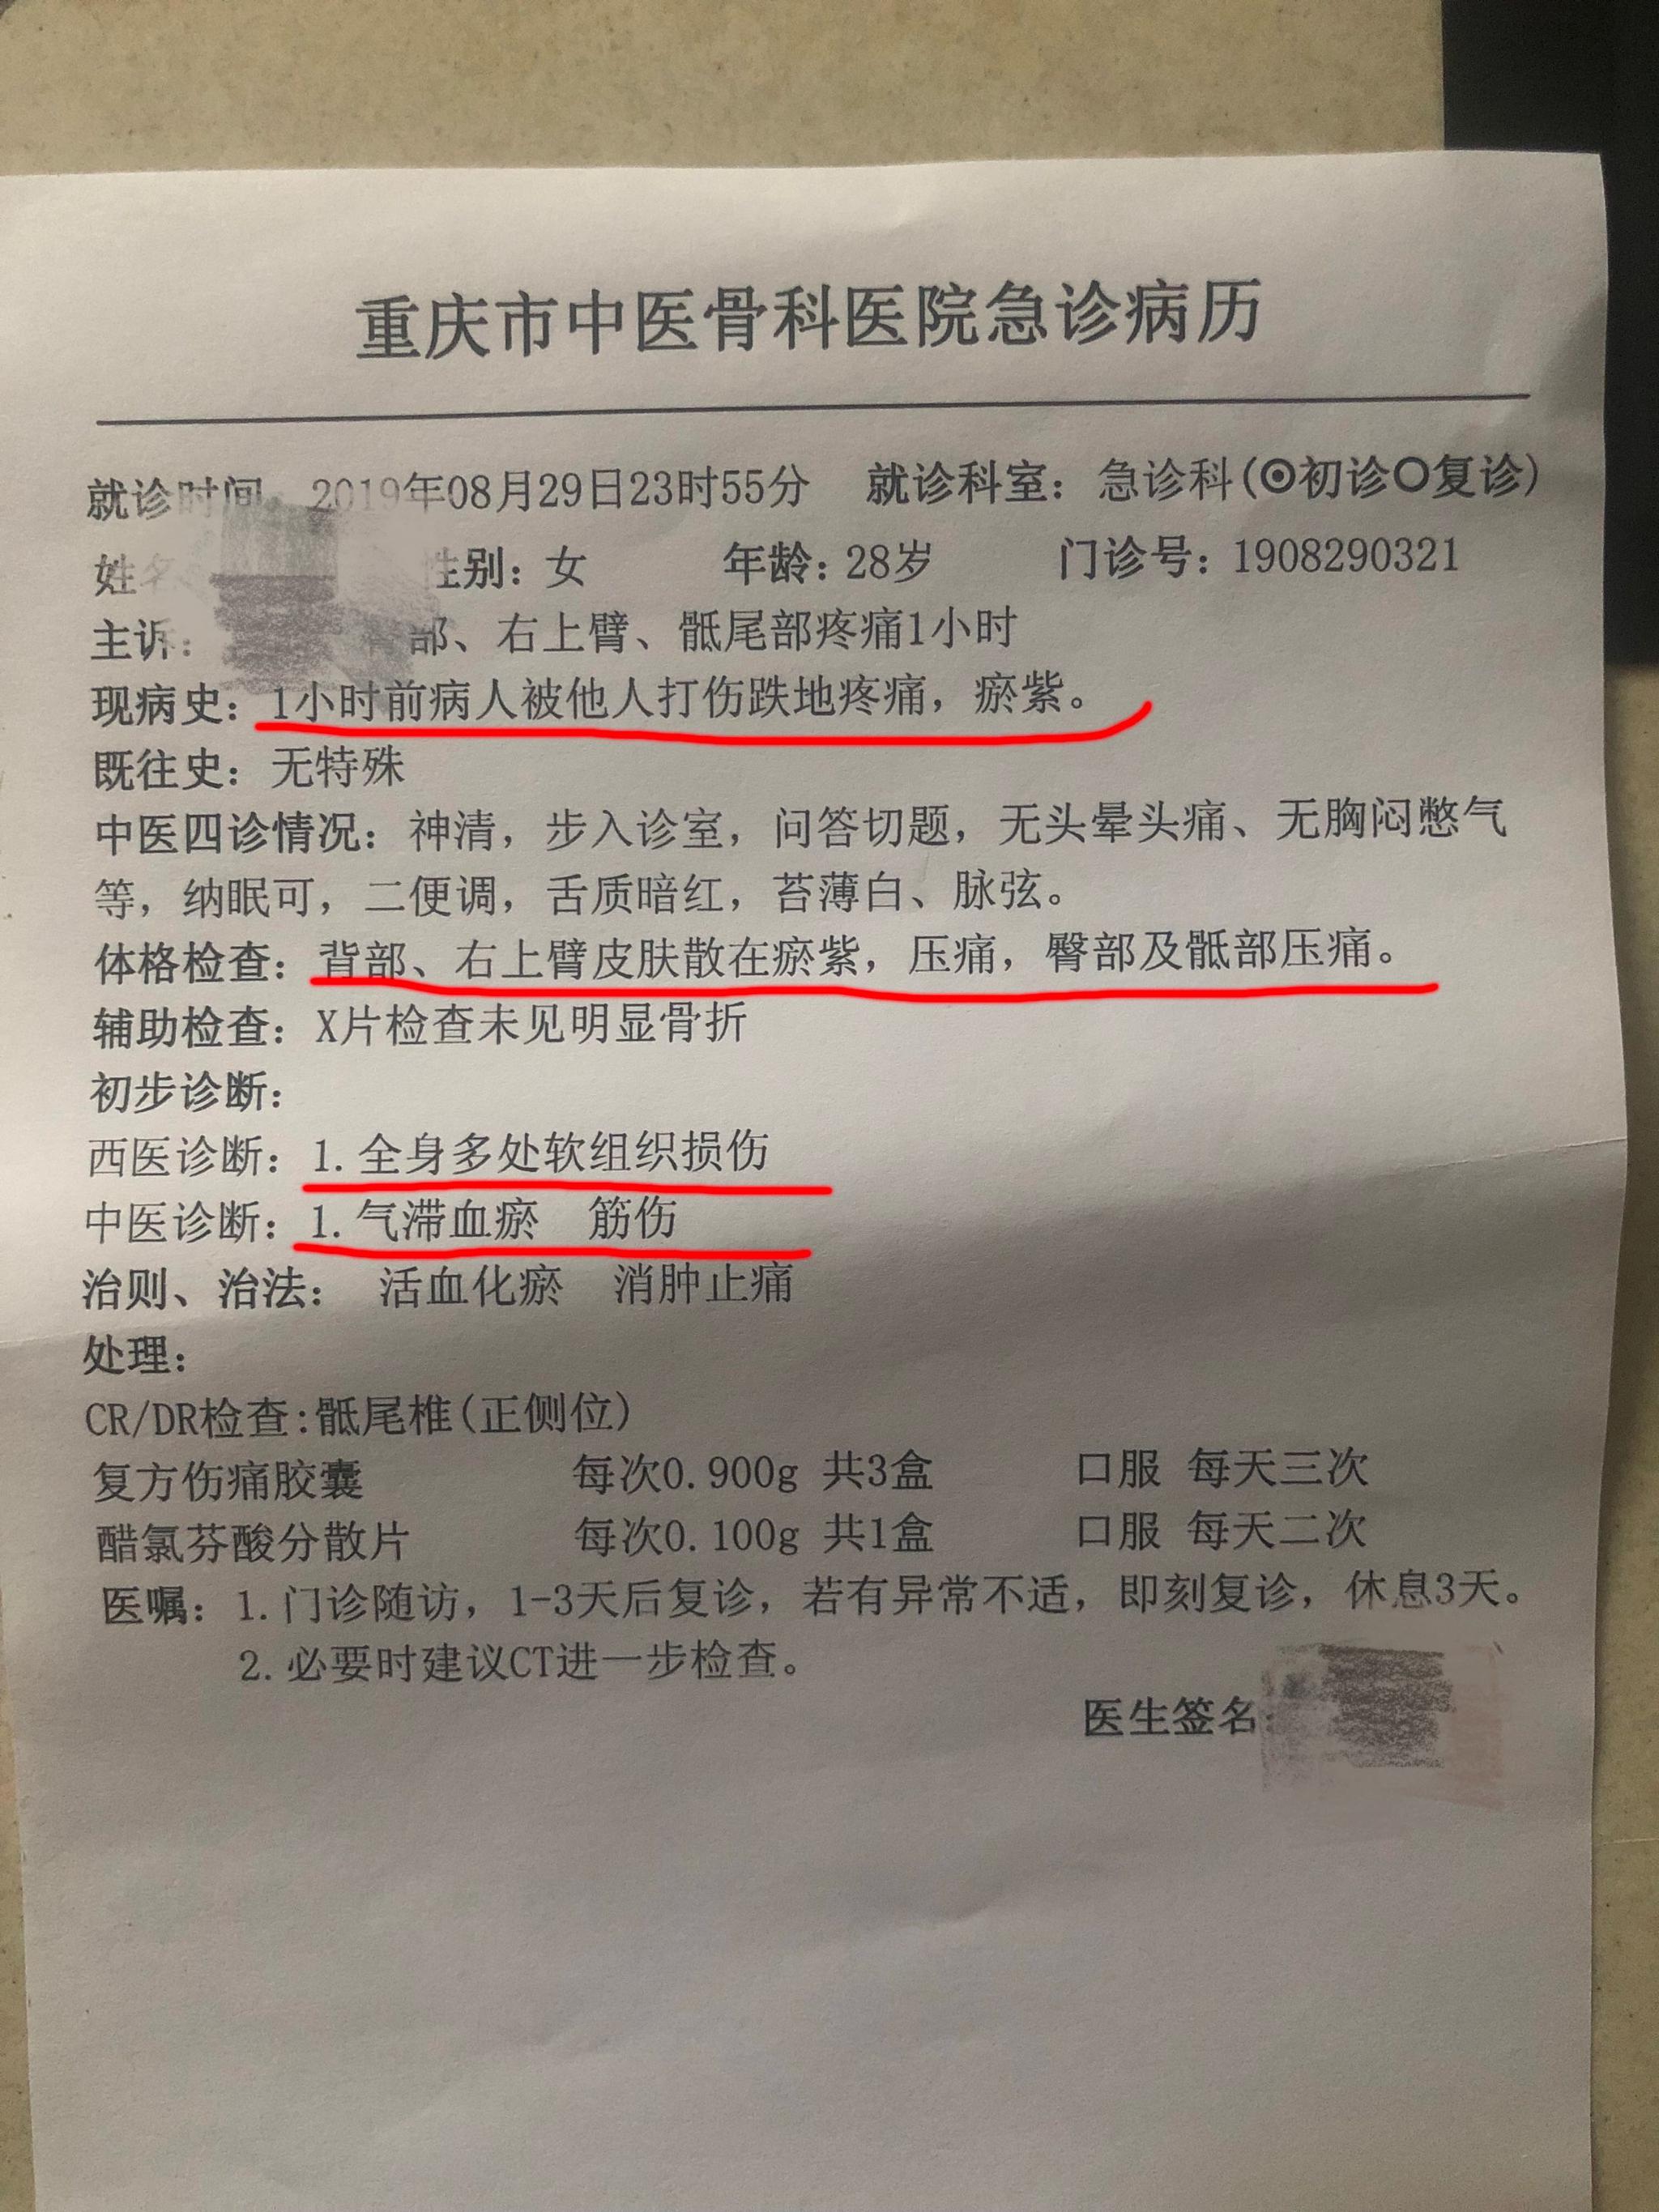 重庆市中医骨科医院急诊病历
就诊时间 2019年08月29日23时55分 就诊科室：急诊科(⊙初诊○复诊)
姓名 性别：女 年龄：28岁 门诊号：1908290321
主诉： 部、右上臂、骶尾部疼痛1小时
现病史：1小时前病人被他人打伤跌地疼痛，瘀紫。
既往史：无特殊
中医四诊情况：神清，步入诊室，问答切题，无头晕头痛、无胸闷憋气
等，纳眠可，二便调，舌质暗红，苔薄白、脉弦。
体格检查：背部、右上臂皮肤散在瘀紫，压痛，臀部及骶部压痛。
辅助检查：X片检查未见明显骨折
初步诊断：
西医诊断：1.全身多处软组织损伤
中医诊断：1.气滞血瘀 筋伤
治则、治法： 活血化瘀 消肿止痛
处理：
CR/DR检查:骶尾椎(正侧位)
复方伤痛胶囊 每次0.900g 共3盒 口服 每天三次
醋氯芬酸分散片 每次0.100g 共1盒 口服 每天二次
医嘱：1.门诊随访，1-3天后复诊，若有异常不适，即刻复诊，休息3天。
2.必要时建议CT进一步检查。
医生签名